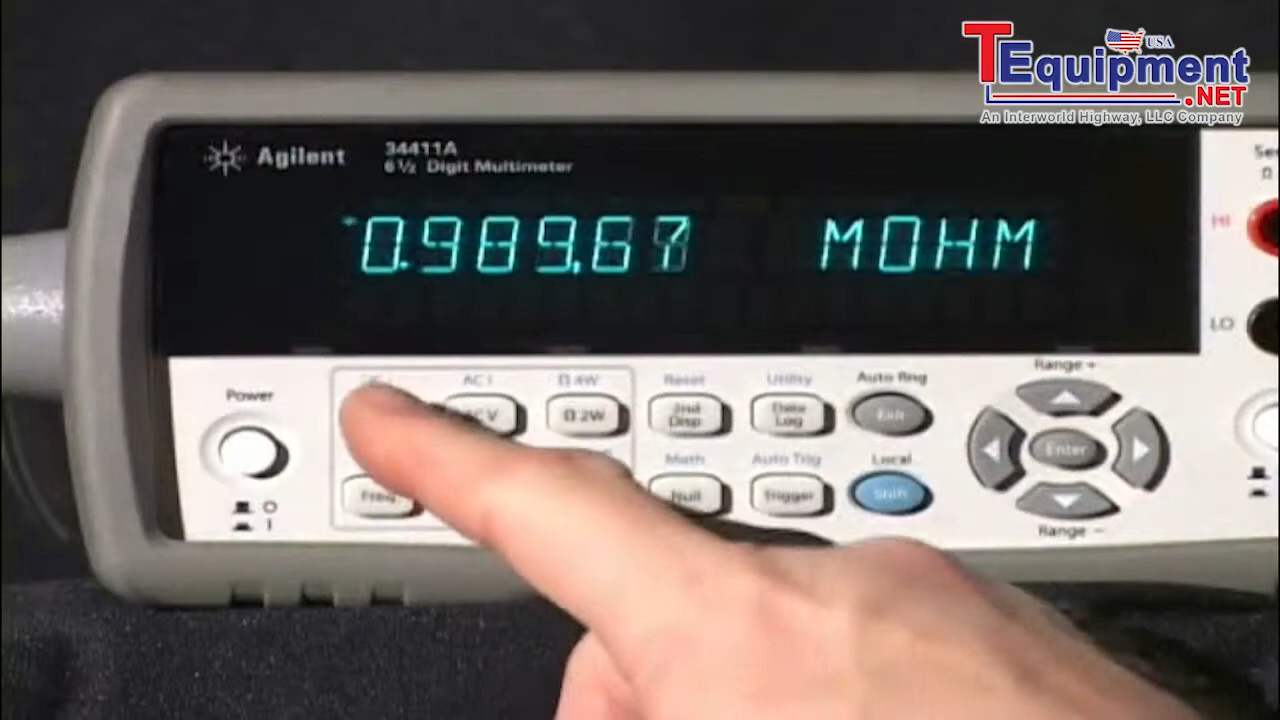 TEquipment
USA
.NET
An Interworld Highway, LLC Company
Agilent
34411A
6½ Digit Multimeter
0.989,67 MOHM
HI
LO
Power
AC I
Ω 4W
Reset
Utility
Auto Rng
Range +
AC V
Ω 2W
2nd Disp
Data Log
Exit
Enter
Math
Auto Trig
Local
Freq
Null
Trigger
Shift
Range −